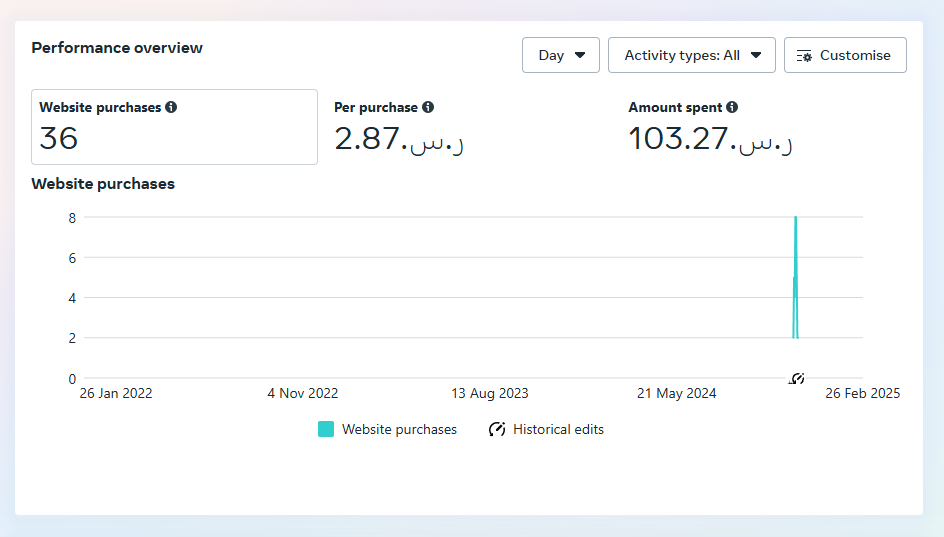 Performance overview
Day
Activity types: All
Customise
Website purchases
36
Per purchase
2.87.ر.س
Amount spent
103.27.ر.س
Website purchases
8
6
4
2
0
26 Jan 2022
4 Nov 2022
13 Aug 2023
21 May 2024
26 Feb 2025
Website purchases
Historical edits